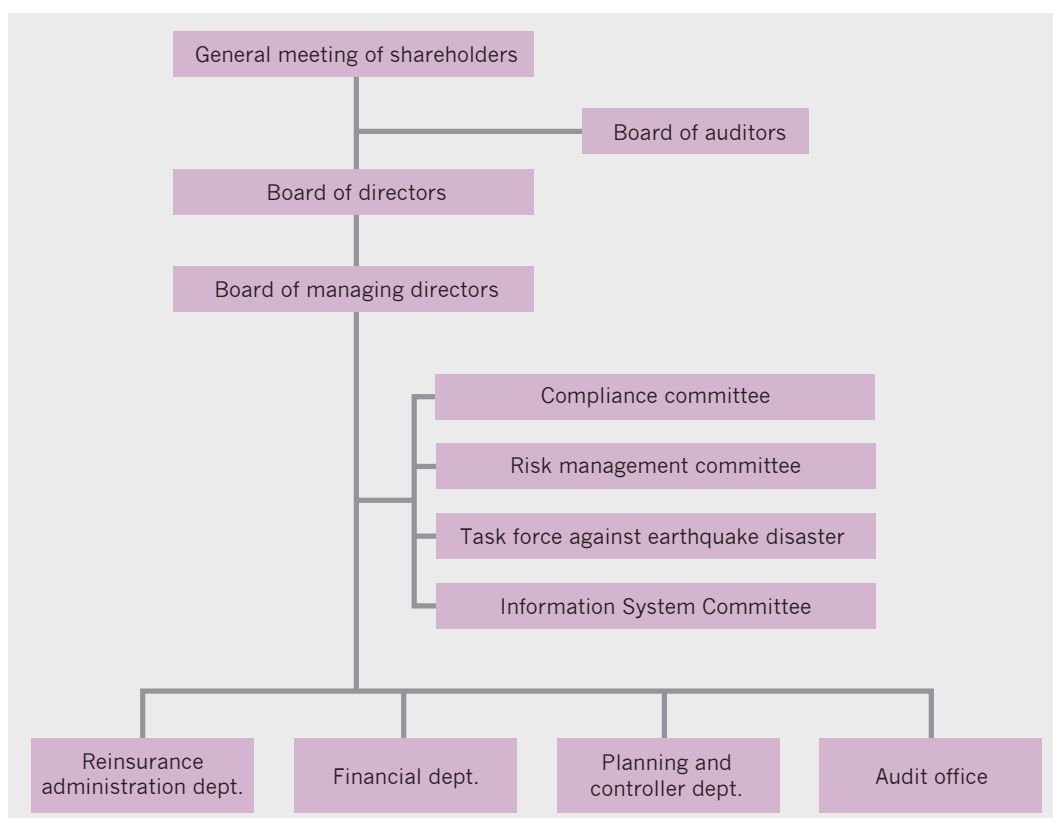 General meeting of shareholders
Board of auditors
Board of directors
Board of managing directors
Compliance committee
Risk management committee
Task force against earthquake disaster
Information System Committee
Reinsurance
administration dept.
Financial dept.
Planning and
controller dept.
Audit office